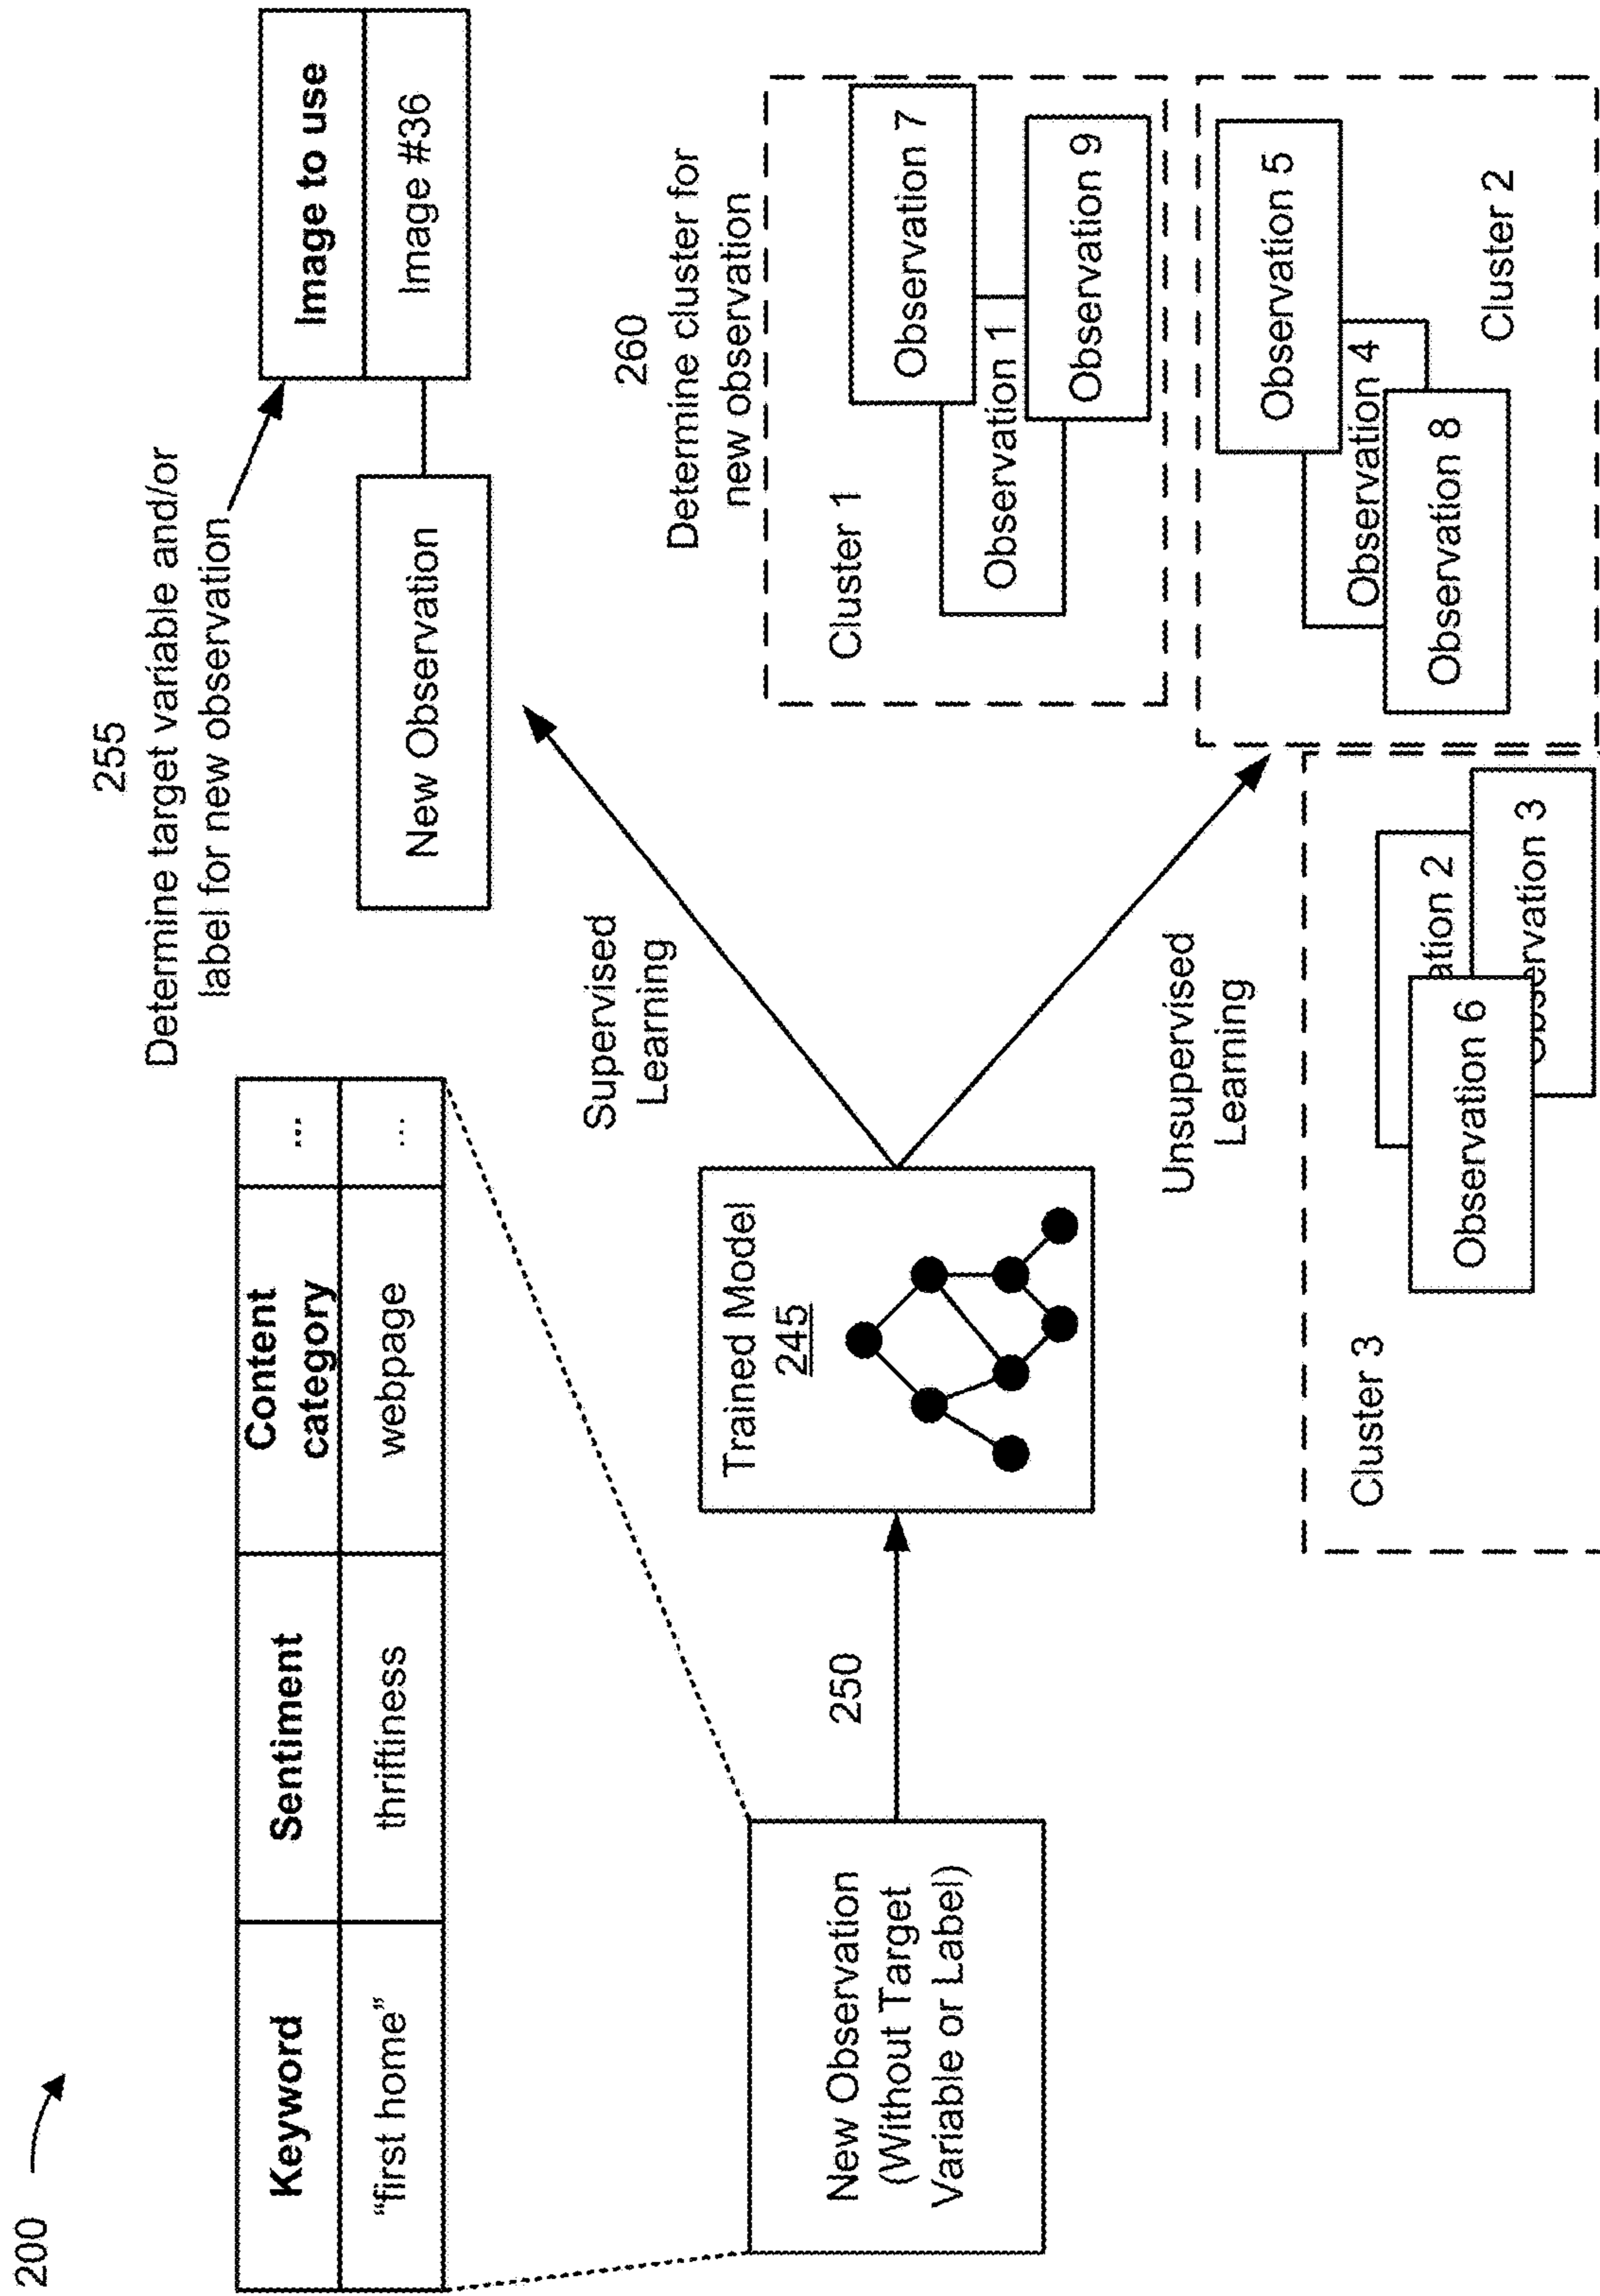 200
Keyword
Sentiment
Content
category
...
"first home"
thriftiness
webpage
...
255
Determine target variable and/or
label for new observation
Image to use
Image #36
New Observation
Supervised
Learning
260
Determine cluster for
new observation
New Observation
(Without Target
Variable or Label)
250
Trained Model
245
Unsupervised
Learning
Cluster 1
Observation 7
Observation 1
Observation 9
Cluster 3
ation 2
Observation 6
bservation 3
Observation 5
Observation 4
Observation 8
Cluster 2